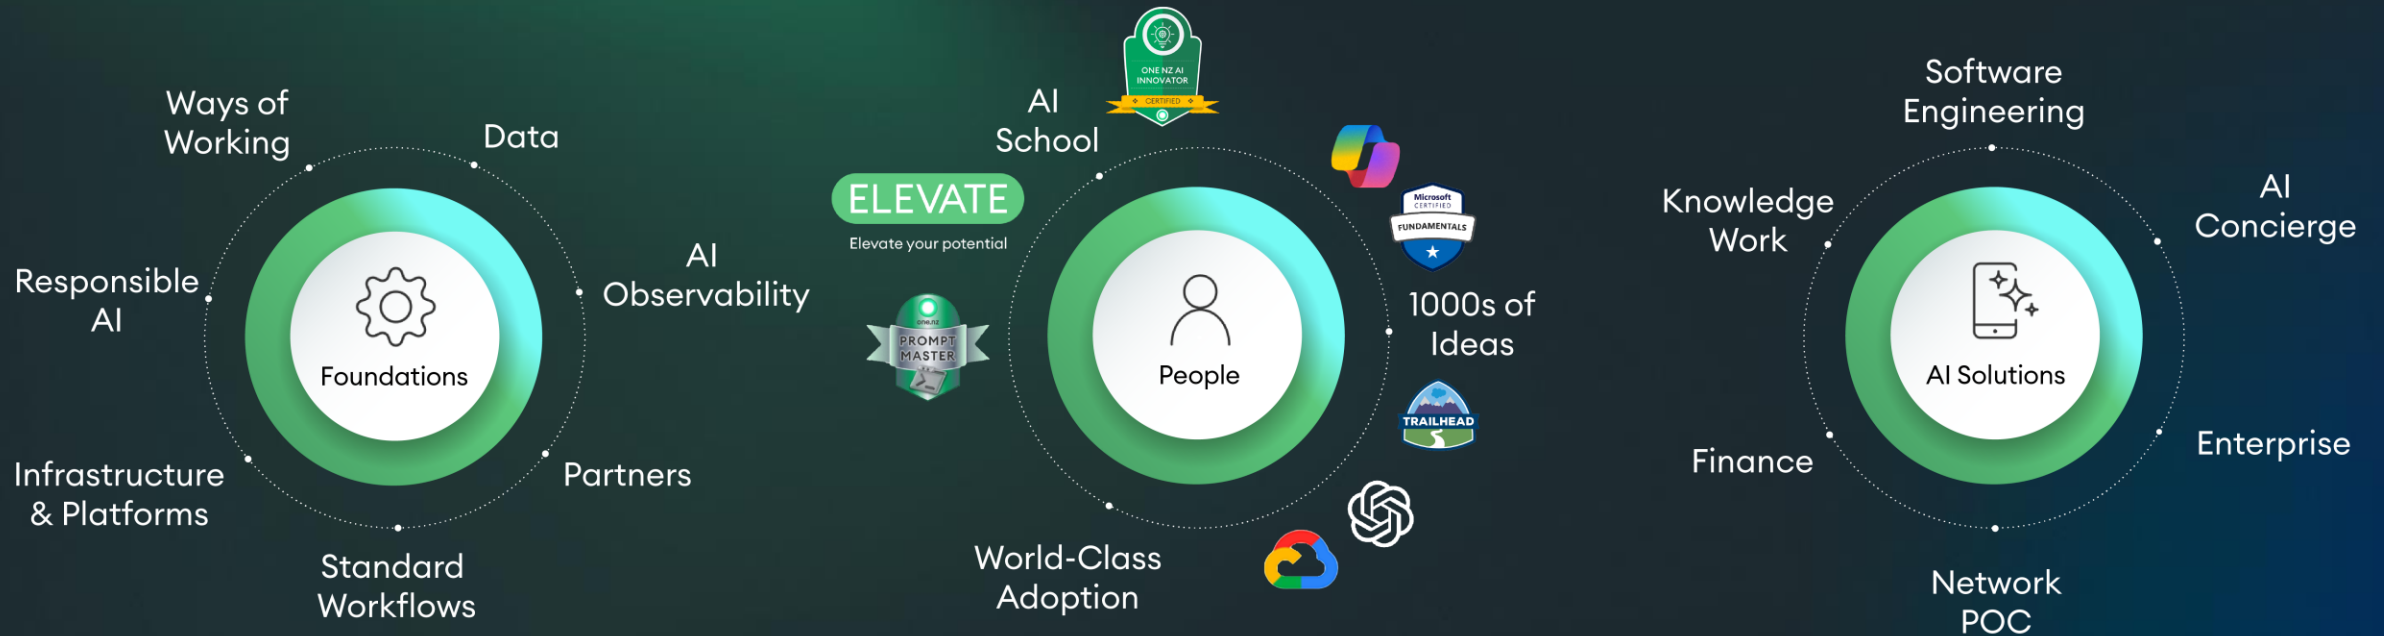 Ways of
Working
Data
Responsible
AI
AI
Observability
Foundations
Infrastructure
& Platforms
Partners
Standard
Workflows
AI
School
ONE NZ AI
INNOVATOR
CERTIFIED
ELEVATE
Elevate your potential
Microsoft
CERTIFIED
FUNDAMENTALS
one.nz
PROMPT
MASTER
1000s of
Ideas
People
TRAILHEAD
World-Class
Adoption
Software
Engineering
Knowledge
Work
AI
Concierge
AI Solutions
Finance
Enterprise
Network
POC